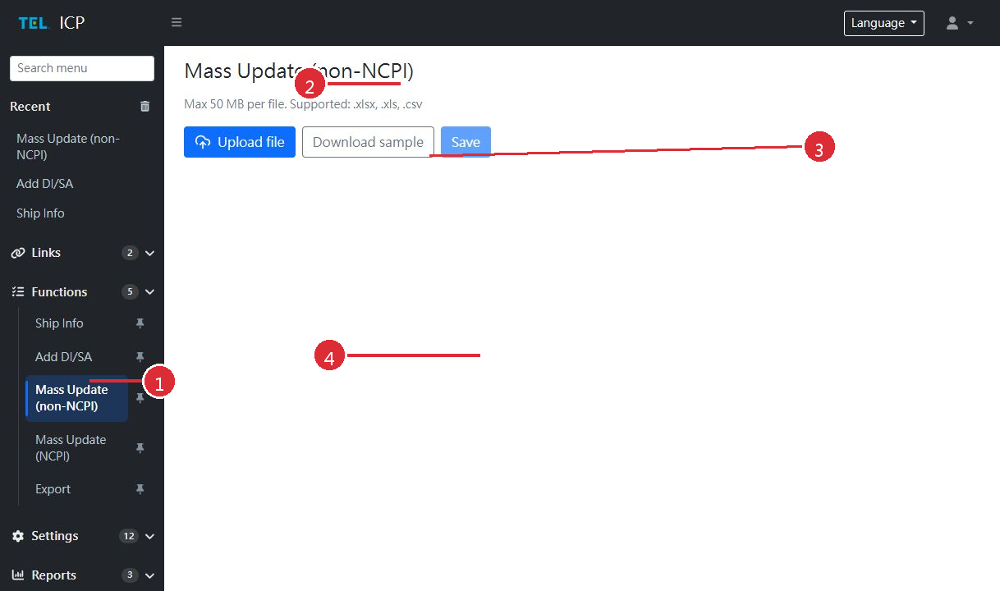 TEL ICP
Language
Search menu
Mass Update (non-NCPI)
2
Recent
Max 50 MB per file. Supported: .xlsx, .xls, .csv
Mass Update (non-
NCPI)
Upload file
Download sample
Save
3
Add DI/SA
Ship Info
Links 2
Functions 5
Ship Info
Add DI/SA
4
1
Mass Update
(non-NCPI)
Mass Update
(NCPI)
Export
Settings 12
Reports 3